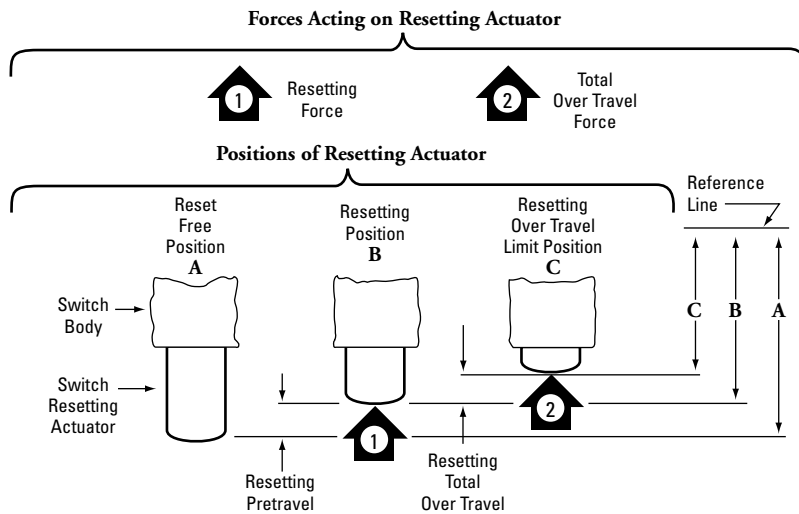 Forces Acting on Resetting Actuator
1
Resetting
Force
2
Total
Over Travel
Force
Positions of Resetting Actuator
Reference
Line
Reset
Free
Position
A
Resetting
Position
B
Resetting
Over Travel
Limit Position
C
Switch
Body
C
B
A
Switch
Resetting
Actuator
1
2
Resetting
Pretravel
Resetting
Total
Over Travel